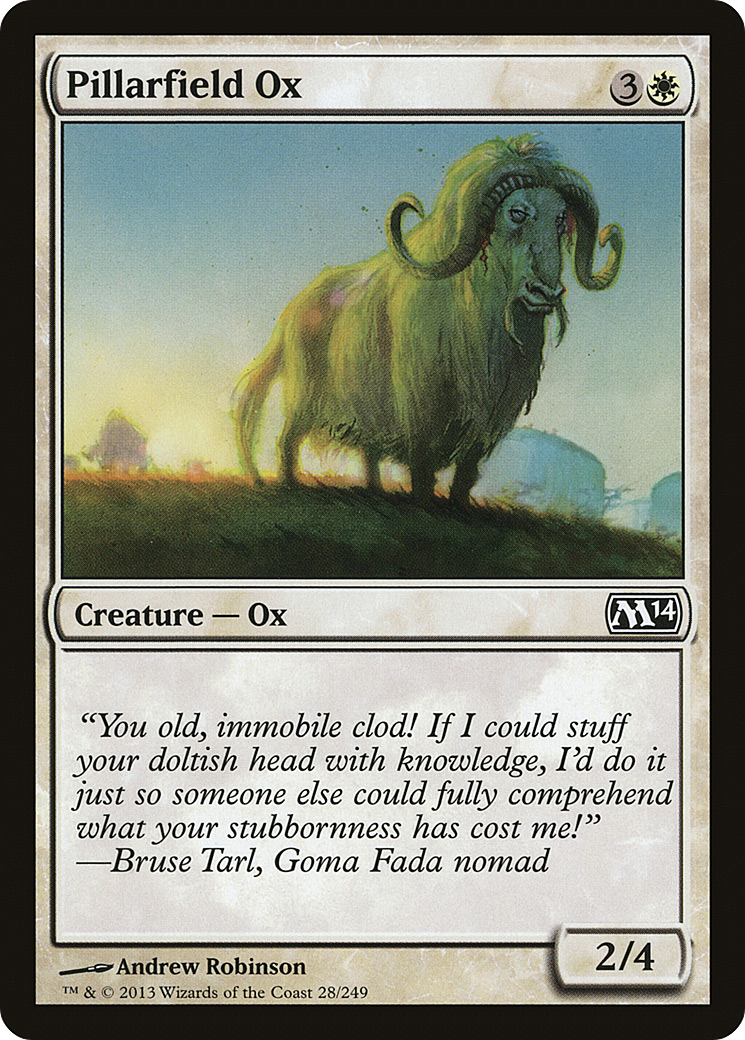 Pillarfield Ox 3
Creature — Ox M14
“You old, immobile clod! If I could stuff
your doltish head with knowledge, I’d do it
just so someone else could fully comprehend
what your stubbornness has cost me!”
—Bruse Tarl, Goma Fada nomad
2/4
Andrew Robinson
™ & © 2013 Wizards of the Coast 28/249